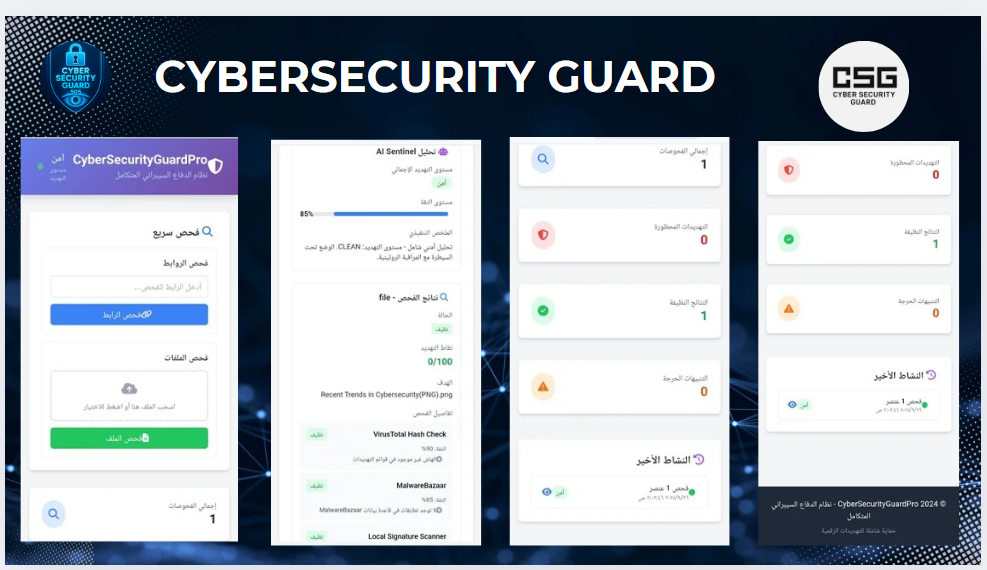 CYBER
SECURITY
GUARD
CYBERSECURITY GUARD
CSG
CYBER SECURITY
GUARD
CyberSecurityGuardPro
نظام الدفاع السيبراني المتكامل
آمن
مستوى
التهديد
فحص سريع
فحص الروابط
أدخل الرابط للفحص...
فحص الرابط
فحص الملفات
اسحب الملف هنا أو اضغط للاختيار
فحص الملف
إجمالي الفحوصات
1
تحليل AI Sentinel
مستوى التهديد الإجمالي
آمن
مستوى الثقة
85%
الملخص التنفيذي
تحليل أمني شامل - مستوى التهديد: CLEAN. الوضع تحت
السيطرة مع المراقبة الروتينية.
نتائج الفحص - file
الحالة
نظيف
نقاط التهديد
0/100
الهدف
Recent Trends in Cybersecurity(PNG).png
تفاصيل الفحص
VirusTotal Hash Check
نظيف
الثقة: 90%
الهاش غير موجود في قوائم التهديدات
MalwareBazaar
نظيف
الثقة: 85%
لا توجد تطابقات في قاعدة بيانات MalwareBazaar
Local Signature Scanner
نظيف
إجمالي الفحوصات
1
التهديدات المحظورة
0
النتائج النظيفة
1
التنبيهات الحرجة
0
النشاط الأخير
فحص 1 عنصر
آمن
التهديدات المحظورة
0
النتائج النظيفة
1
التنبيهات الحرجة
0
النشاط الأخير
فحص 1 عنصر
آمن
© 2024 CyberSecurityGuardPro - نظام الدفاع السيبراني
المتكامل
حماية شاملة للتهديدات الرقمية